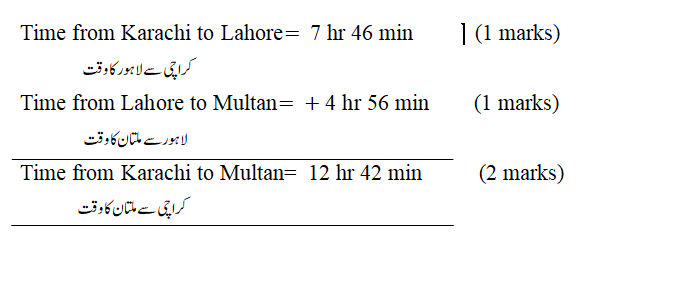 Time from Karachi to Lahore= 7 hr 46 min ] (1 marks)
کراچی سے لاہور کا وقت
Time from Lahore to Multan= + 4 hr 56 min (1 marks)
لاہور سے ملتان کا وقت
Time from Karachi to Multan= 12 hr 42 min (2 marks)
کراچی سے ملتان کا وقت